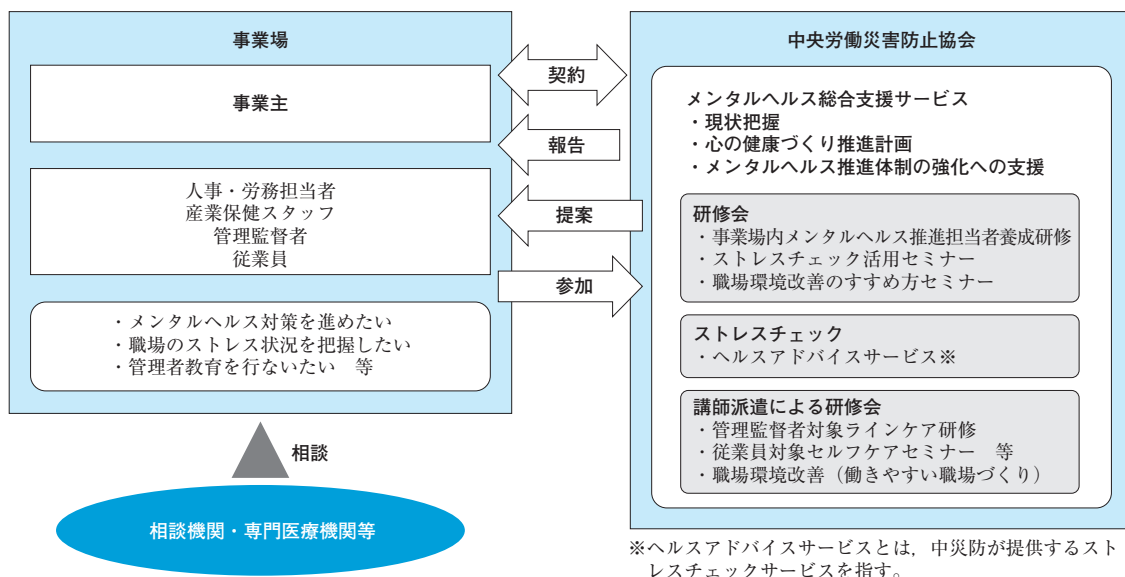 事業場
事業主
人事・労務担当者
産業保健スタッフ
管理監督者
従業員
・メンタルヘルス対策を進めたい
・職場のストレス状況を把握したい
・管理者教育を行ないたい　等
相談
相談機関・専門医療機関等
契約
報告
提案
参加
中央労働災害防止協会
メンタルヘルス総合支援サービス
・現状把握
・心の健康づくり推進計画
・メンタルヘルス推進体制の強化への支援
研修会
・事業場内メンタルヘルス推進担当者養成研修
・ストレスチェック活用セミナー
・職場環境改善のすすめ方セミナー
ストレスチェック
・ヘルスアドバイスサービス※
講師派遣による研修会
・管理監督者対象ラインケア研修
・従業員対象セルフケアセミナー　等
・職場環境改善（働きやすい職場づくり）
※ヘルスアドバイスサービスとは，中災防が提供するスト
レスチェックサービスを指す。